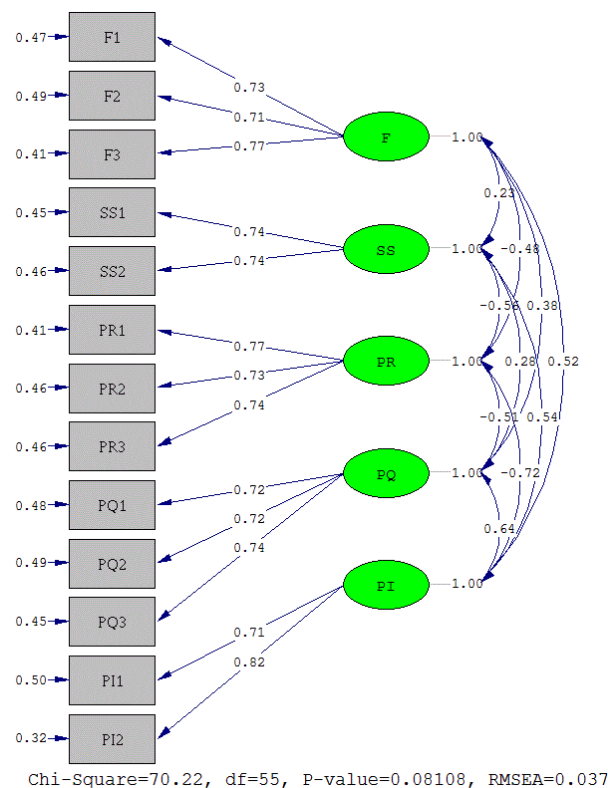 0.47 F1
0.73
0.49 F2
0.71
F 1.00
0.41 F3
0.77
0.23
0.45 SS1
0.74
SS 1.00 -0.48
0.46 SS2
0.74
-0.56 0.38
0.41 PR1
0.77
PR 1.00 0.28 0.52
0.46 PR2
0.73
0.74
-0.51 0.54
0.46 PR3
0.72
PQ 1.00 -0.72
0.48 PQ1
0.72
0.64
0.49 PQ2
0.74
PI 1.00
0.45 PQ3
0.71
0.50 PI1
0.82
0.32 PI2
Chi-Square=70.22, df=55, P-value=0.08108, RMSEA=0.037